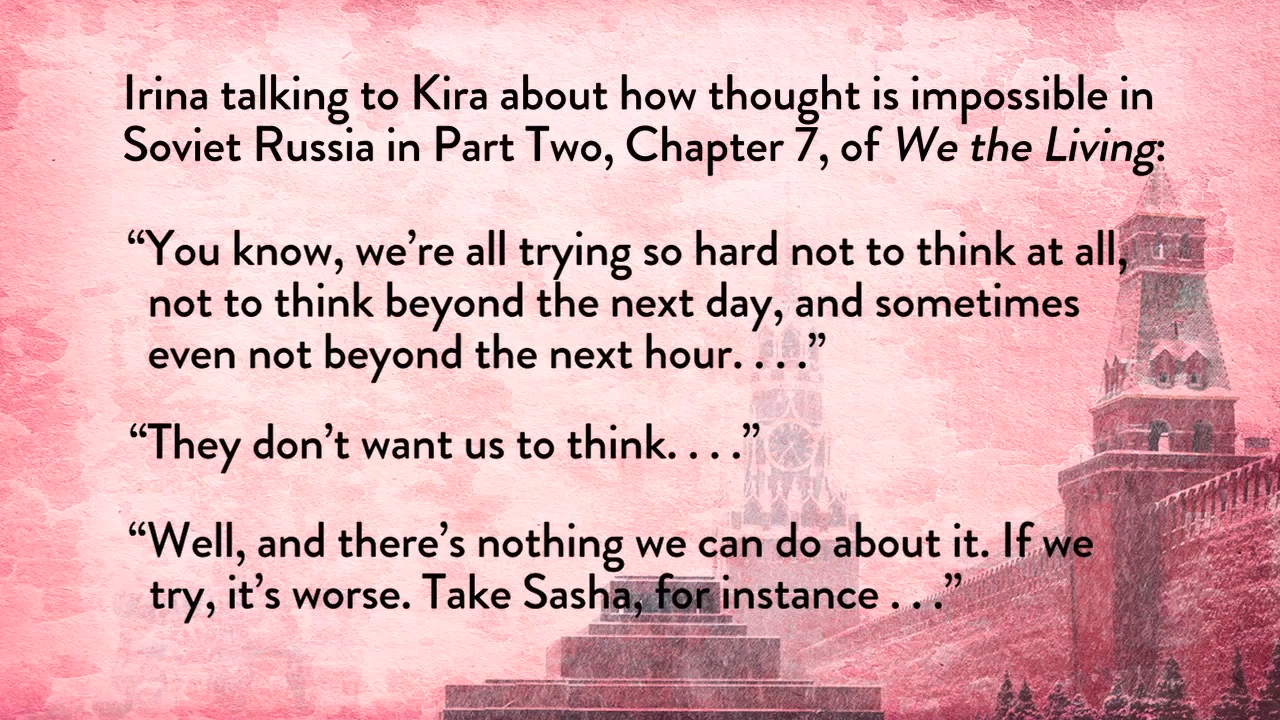 Irina talking to Kira about how thought is impossible in
Soviet Russia in Part Two, Chapter 7, of We the Living:
“You know, we’re all trying so hard not to think at all,
not to think beyond the next day, and sometimes
even not beyond the next hour. . . .”
“They don’t want us to think. . . .”
“Well, and there’s nothing we can do about it. If we
try, it’s worse. Take Sasha, for instance . . .”